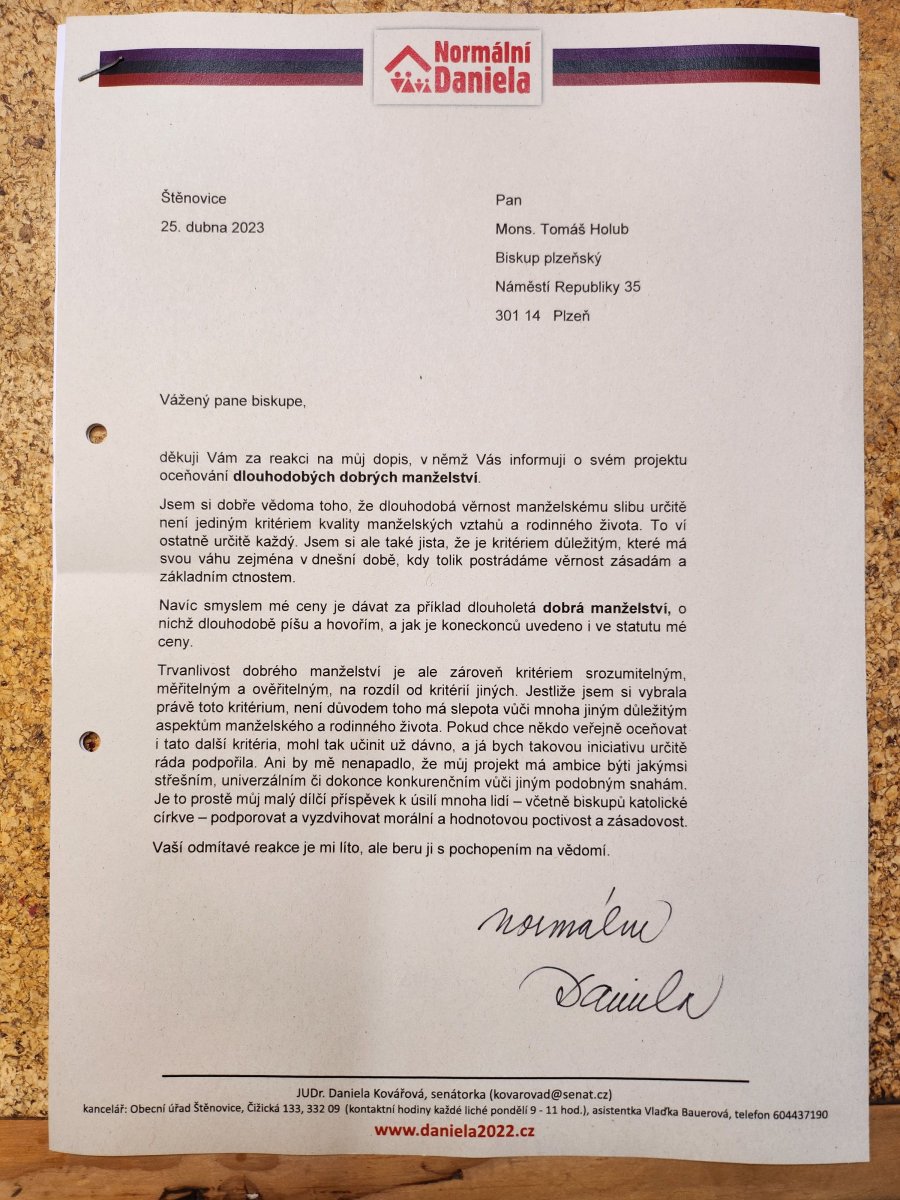 Normální
Daniela
Štěnovice
25. dubna 2023
Pan
Mons. Tomáš Holub
Biskup plzeňský
Náměstí Republiky 35
301 14 Plzeň
Vážený pane biskupe,
děkuji Vám za reakci na můj dopis, v němž Vás informuji o svém projektu
oceňování dlouhodobých dobrých manželství.
Jsem si dobře vědoma toho, že dlouhodobá věrnost manželskému slibu určitě
není jediným kritériem kvality manželských vztahů a rodinného života. To ví
ostatně určitě každý. Jsem si ale také jista, že je kritériem důležitým, které má
svou váhu zejména v dnešní době, kdy tolik postrádáme věrnost zásadám a
základním ctnostem.
Navíc smyslem mé ceny je dávat za příklad dlouholetá dobrá manželství, o
nichž dlouhodobě píšu a hovořím, a jak je koneckonců uvedeno i ve statutu mé
ceny.
Trvanlivost dobrého manželství je ale zároveň kritériem srozumitelným,
měřitelným a ověřitelným, na rozdíl od kritérií jiných. Jestliže jsem si vybrala
právě toto kritérium, není důvodem toho má slepota vůči mnoha jiným důležitým
aspektům manželského a rodinného života. Pokud chce někdo veřejně oceňovat
i tato další kritéria, mohl tak učinit už dávno, a já bych takovou iniciativu určitě
ráda podpořila. Ani by mě nenapadlo, že můj projekt má ambice býti jakýmsi
střešním, univerzálním či dokonce konkurenčním vůči jiným podobným snahám.
Je to prostě můj malý dílčí příspěvek k úsilí mnoha lidí – včetně biskupů katolické
církve – podporovat a vyzdvihovat morální a hodnotovou poctivost a zásadovost.
Vaší odmítavé reakce je mi líto, ale beru ji s pochopením na vědomí.
normální
Daniela
JUDr. Daniela Kovářová, senátorka (kovarovad@senat.cz)
kancelář: Obecní úřad Štěnovice, Čižická 133, 332 09 (kontaktní hodiny každé liché pondělí 9 - 11 hod.), asistentka Vlaďka Bauerová, telefon 604437190
www.daniela2022.cz